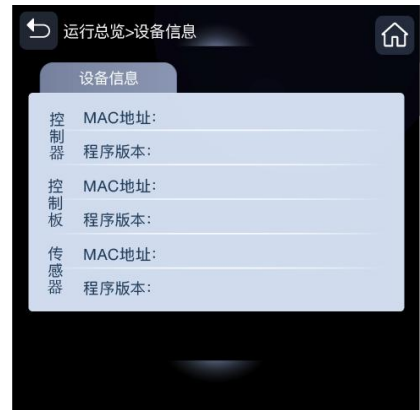 运行总览>设备信息
设备信息
控制器
MAC地址：
程序版本：
控制板
MAC地址：
程序版本：
传感器
MAC地址：
程序版本：